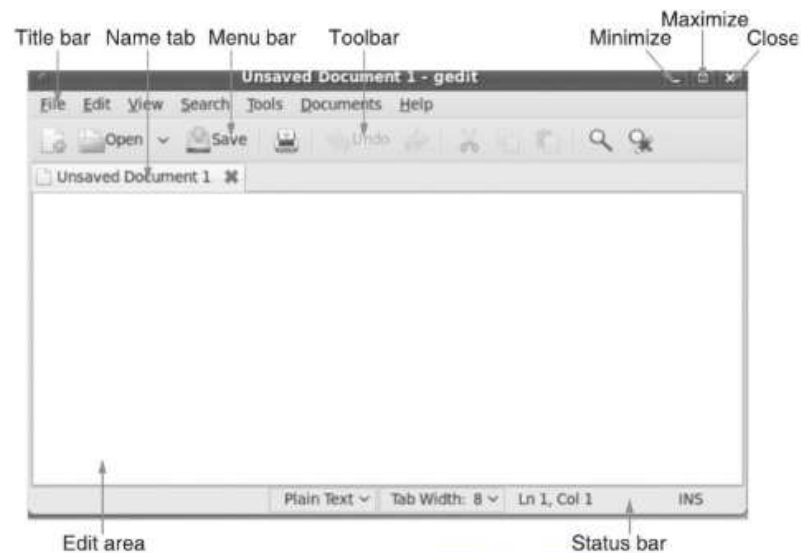 Maximize
Title bar Name tab Menu bar Toolbar Minimize Close
Unsaved Document 1 - gedit
File Edit View Search Tools Documents Help
Open Save Undo
Unsaved Document 1
Plain Text Tab Width: 8 Ln 1, Col 1 INS
Edit area Status bar